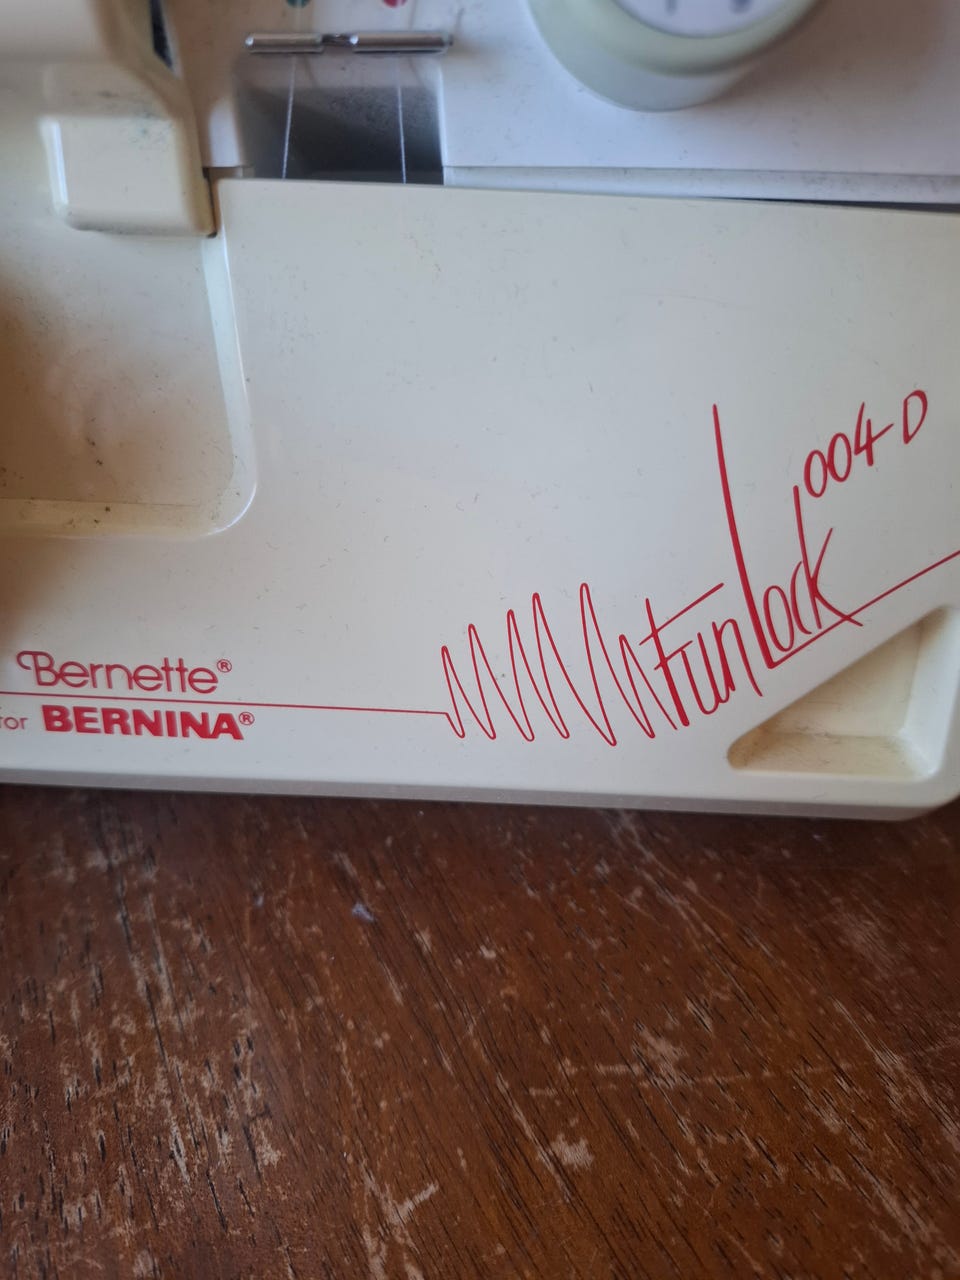 FunLock 004-D
Bernette®
for BERNINA®